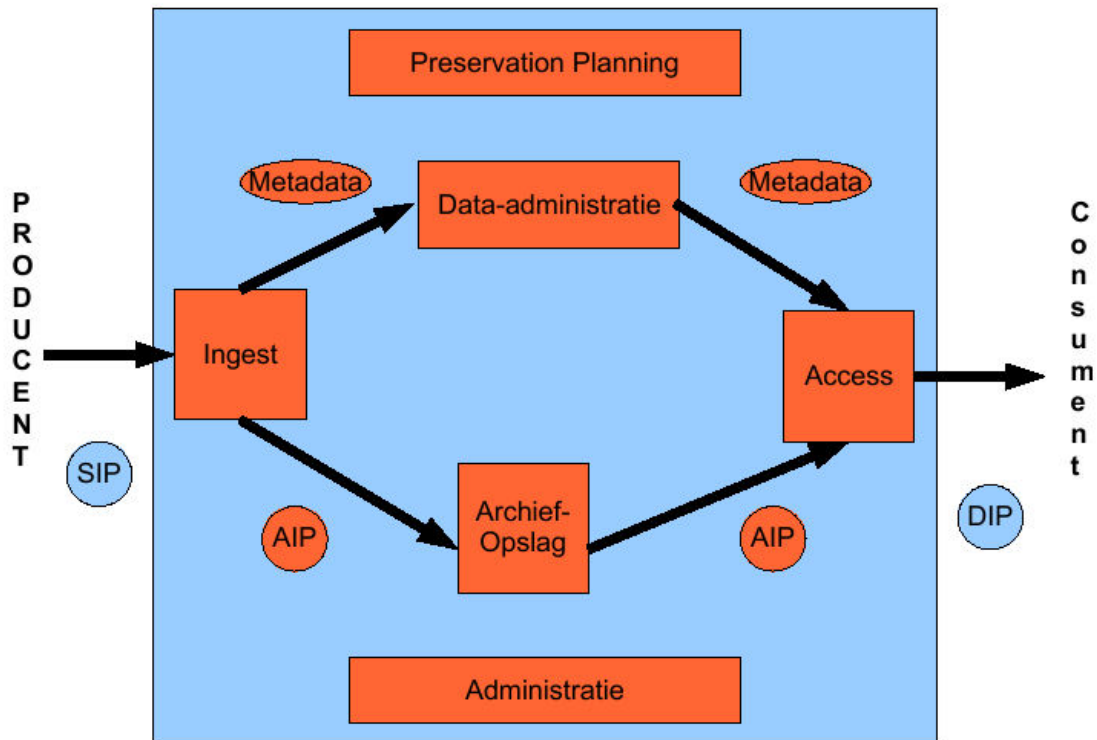 Preservation Planning
Metadata
Data-administratie
Metadata
PRODUCENT
Consument
Ingest
Access
SIP
AIP
Archief-
Opslag
AIP
DIP
Administratie